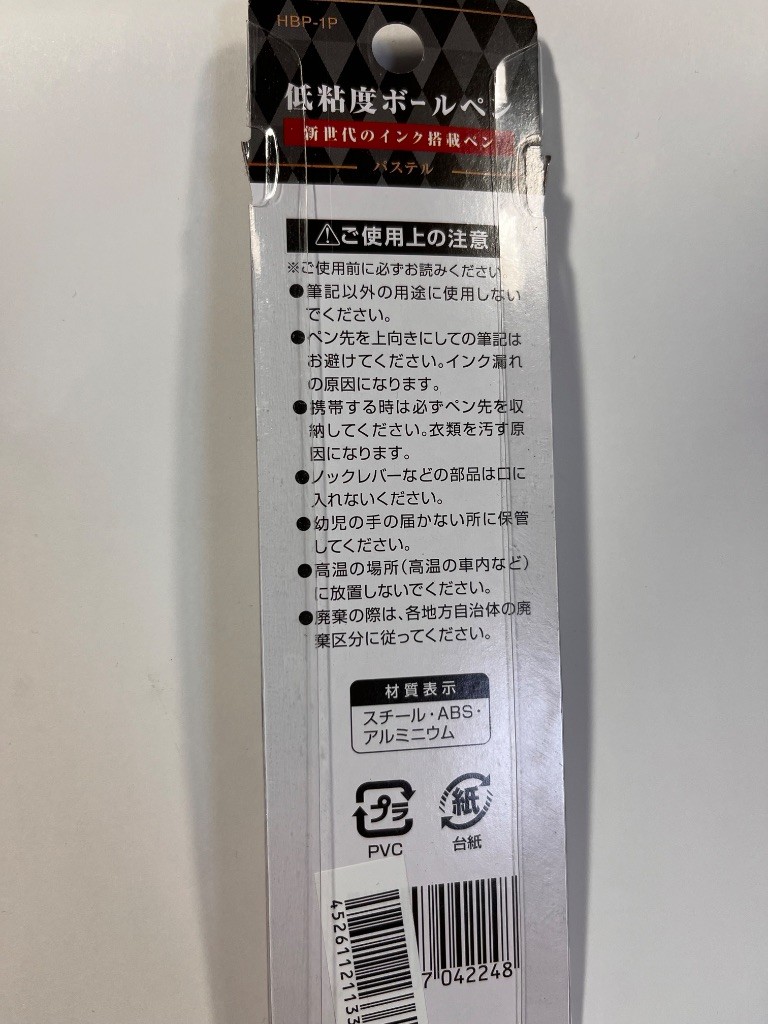 HBP-1P
低粘度ボールペン
新世代のインク搭載ペン
パステル
⚠ご使用上の注意
※ご使用前に必ずお読みください
●筆記以外の用途に使用しない
でください。
●ペン先を上向きにしての筆記は
お避けてください。インク漏れ
の原因になります。
●携帯する時は必ずペン先を収
納してください。衣類を汚す原
因になります。
●ノックレバーなどの部品は口に
入れないください。
●幼児の手の届かない所に保管
してください。
●高温の場所(高温の車内など)
に放置しないでください。
●廃棄の際は、各地方自治体の廃
棄区分に従ってください。
材質表示
スチール・ABS・
アルミニウム
プラ
PVC
紙
台紙
4526112113
7 042248